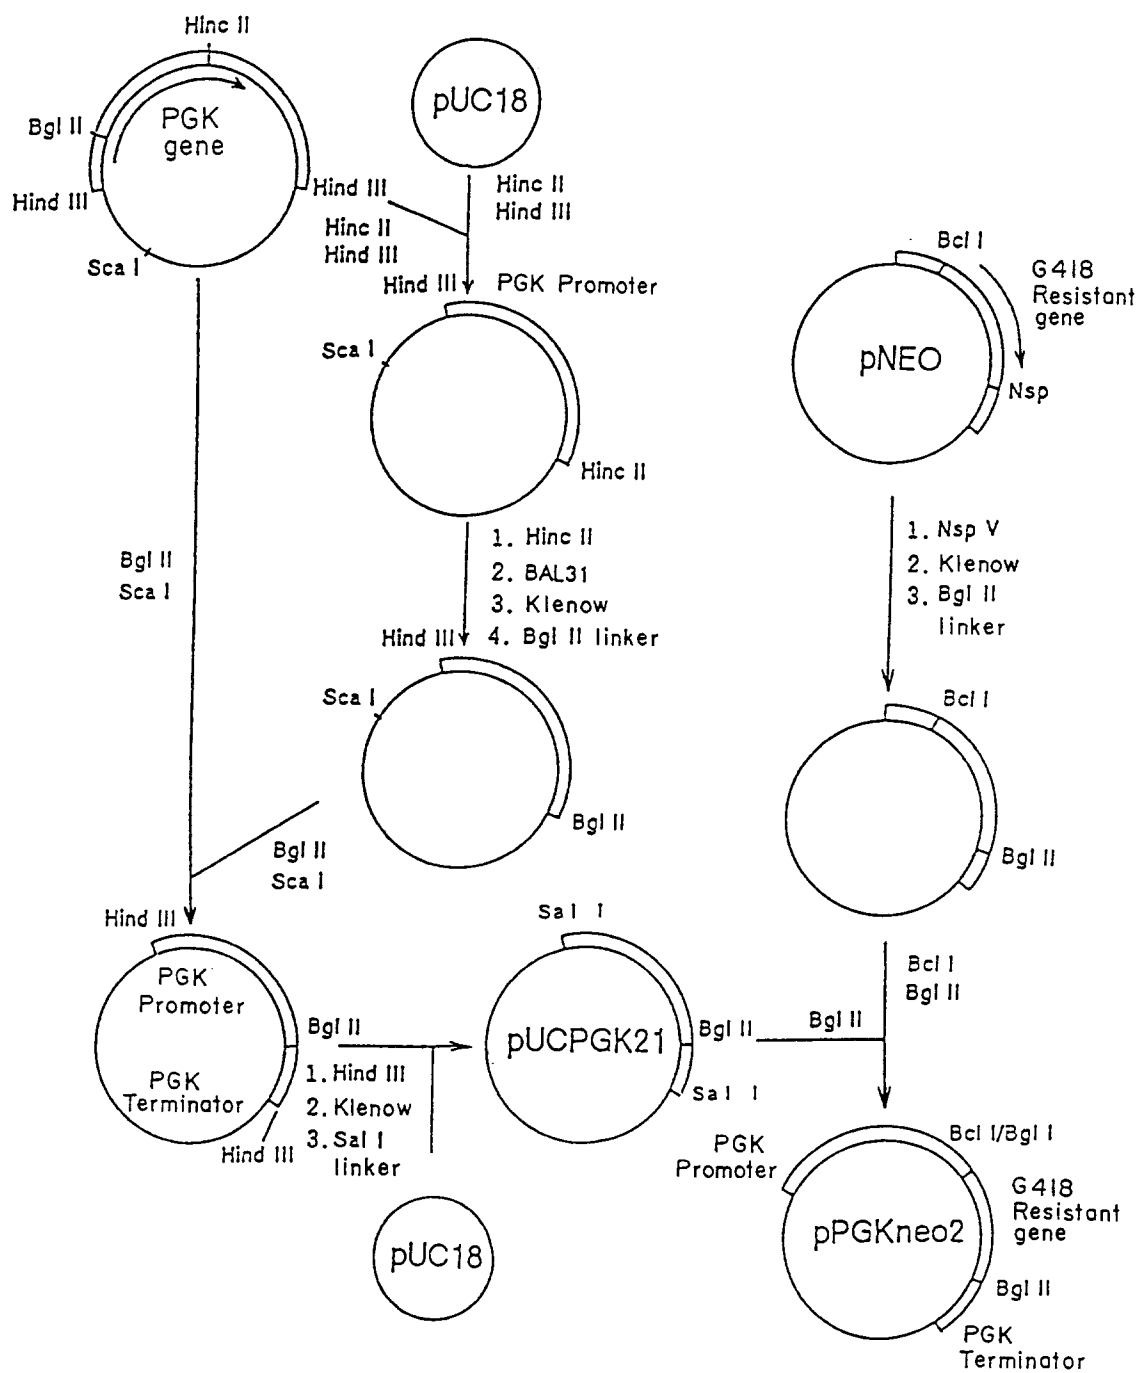 Hinc II
Bgl II
PGK
gene
Hind III
Hind III
Sca I
pUC18
Hinc II
Hind III
Hinc II
Hind III
Hind III
PGK Promoter
Sca I
Hinc II
Bcl I
G418
Resistant
gene
pNEO
Nsp
Bgl II
Sca I
1. Hinc II
2. BAL31
3. Klenow
4. Bgl II linker
1. Nsp V
2. Klenow
3. Bgl II
linker
Hind III
Sca I
Bgl II
Bcl I
Bgl II
Bgl II
Sca I
Hind III
PGK
Promoter
Bgl II
PGK
Terminator
Hind III
1. Hind III
2. Klenow
3. Sal I
linker
pUC18
Sal I
pUCPGK21
Bgl II
Sal I
Bgl II
Bcl I
Bgl II
PGK
Promoter
Bcl I/Bgl I
G418
Resistant
gene
pPGKneo2
Bgl II
PGK
Terminator